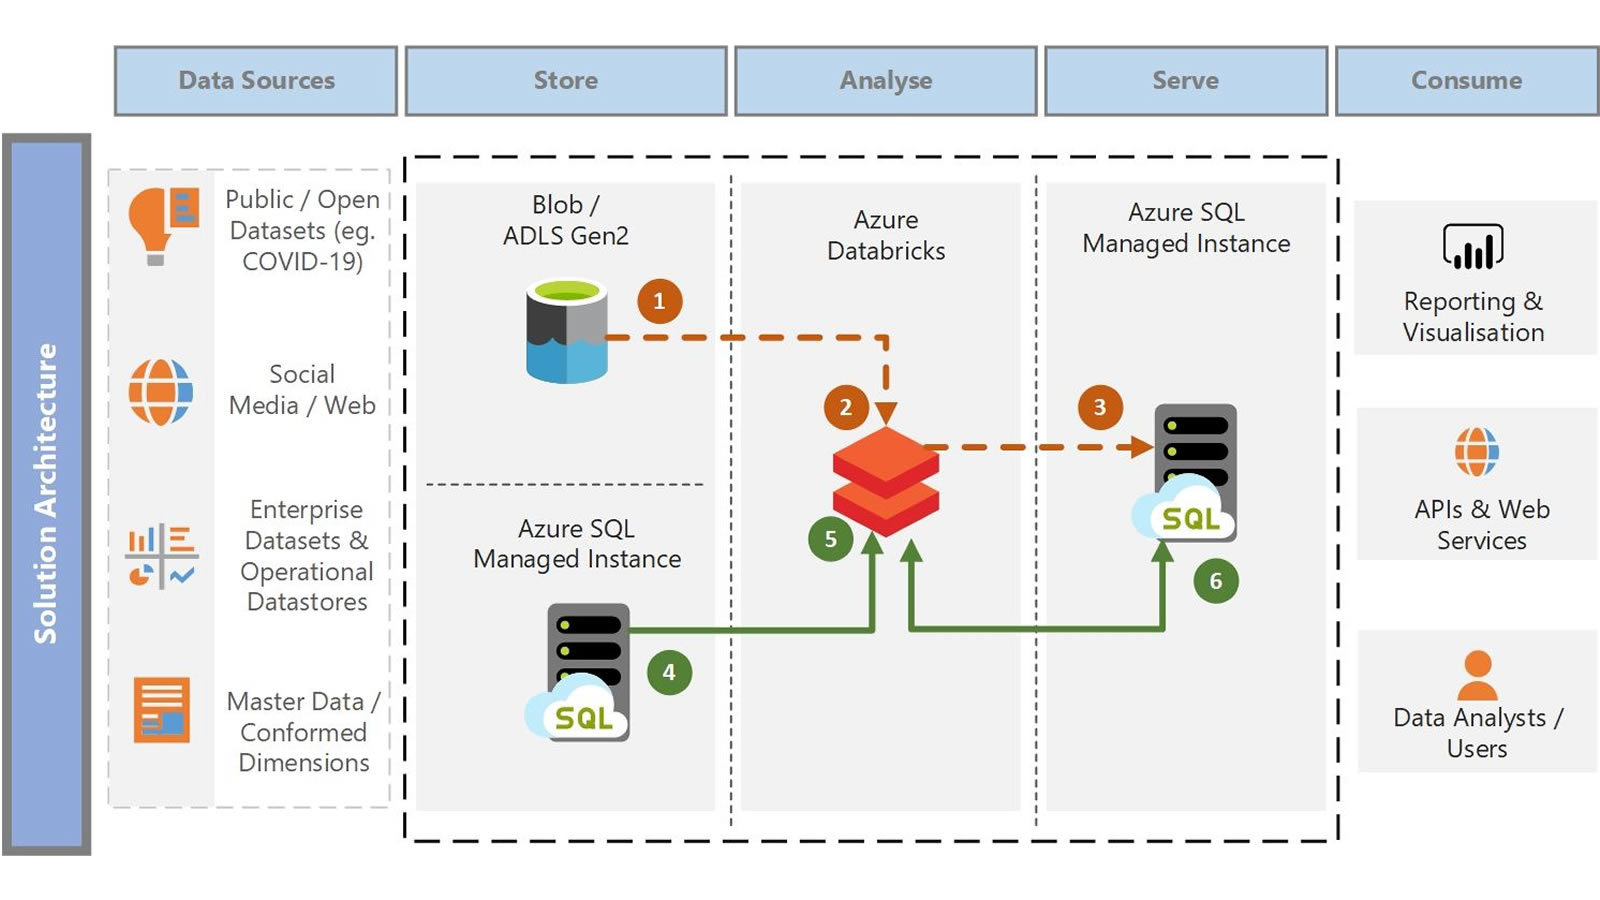 Data Sources
Store
Analyse
Serve
Consume
Solution Architecture
Public / Open
Datasets (eg.
COVID-19)
Social
Media / Web
Enterprise
Datasets &
Operational
Datastores
Master Data /
Conformed
Dimensions
Blob /
ADLS Gen2
1
Azure SQL
Managed Instance
SQL
4
Azure
Databricks
2
5
Azure SQL
Managed Instance
3
SQL
6
Reporting &
Visualisation
APIs & Web
Services
Data Analysts /
Users